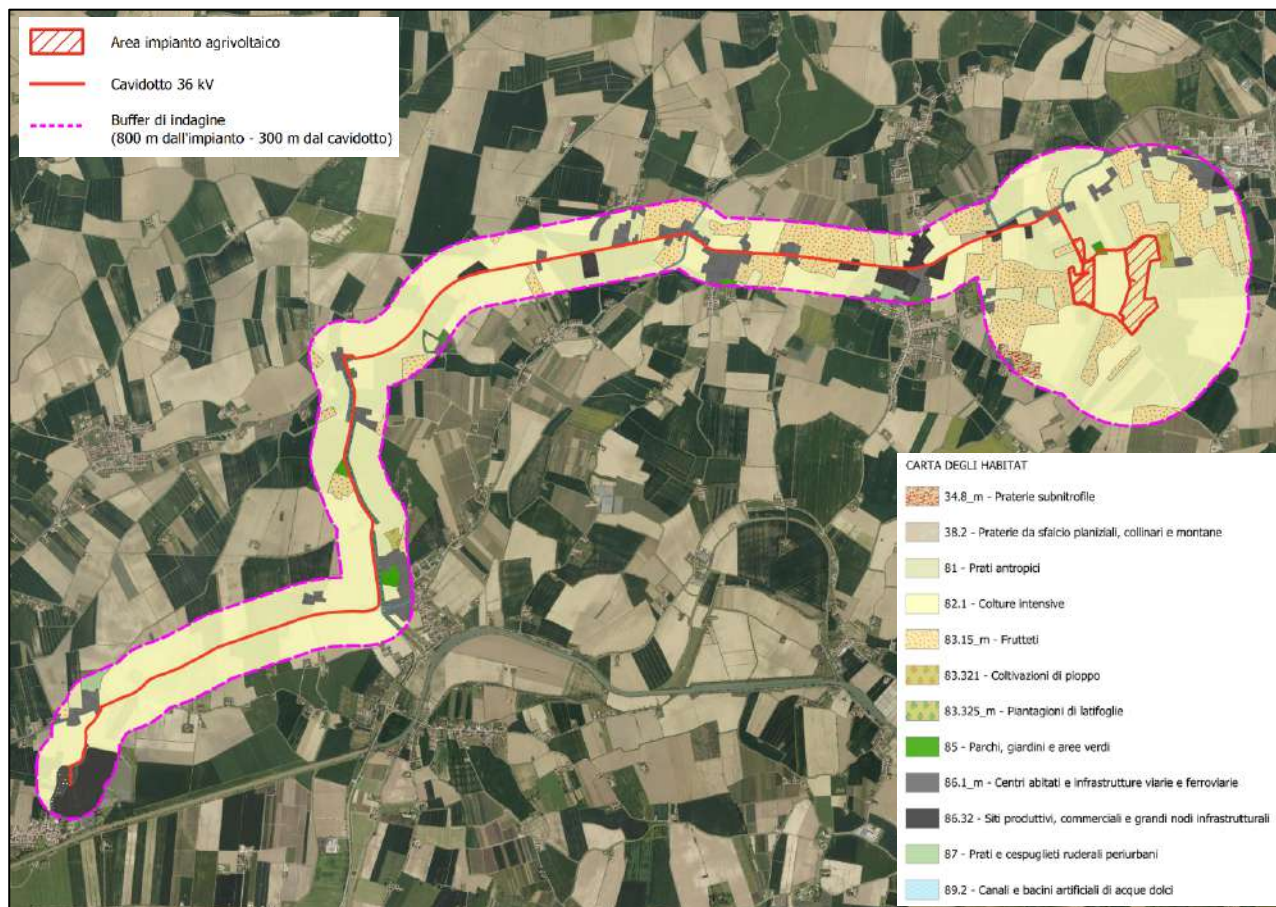 Area impianto agrivoltaico
Cavidotto 36 kV
Buffer di indagine
(800 m dall'impianto - 300 m dal cavidotto)
CARTA DEGLI HABITAT
34.8_m - Praterie subnitrofile
38.2 - Praterie da sfalcio planiziali, collinari e montane
81 - Prati antropici
82.1 - Colture intensive
83.15_m - Frutteti
83.321 - Coltivazioni di pioppo
83.325_m - Piantagioni di latifoglie
85 - Parchi, giardini e aree verdi
86.1_m - Centri abitati e infrastrutture viarie e ferroviarie
86.32 - Siti produttivi, commerciali e grandi nodi infrastrutturali
87 - Prati e cespuglieti ruderali periurbani
89.2 - Canali e bacini artificiali di acque dolci